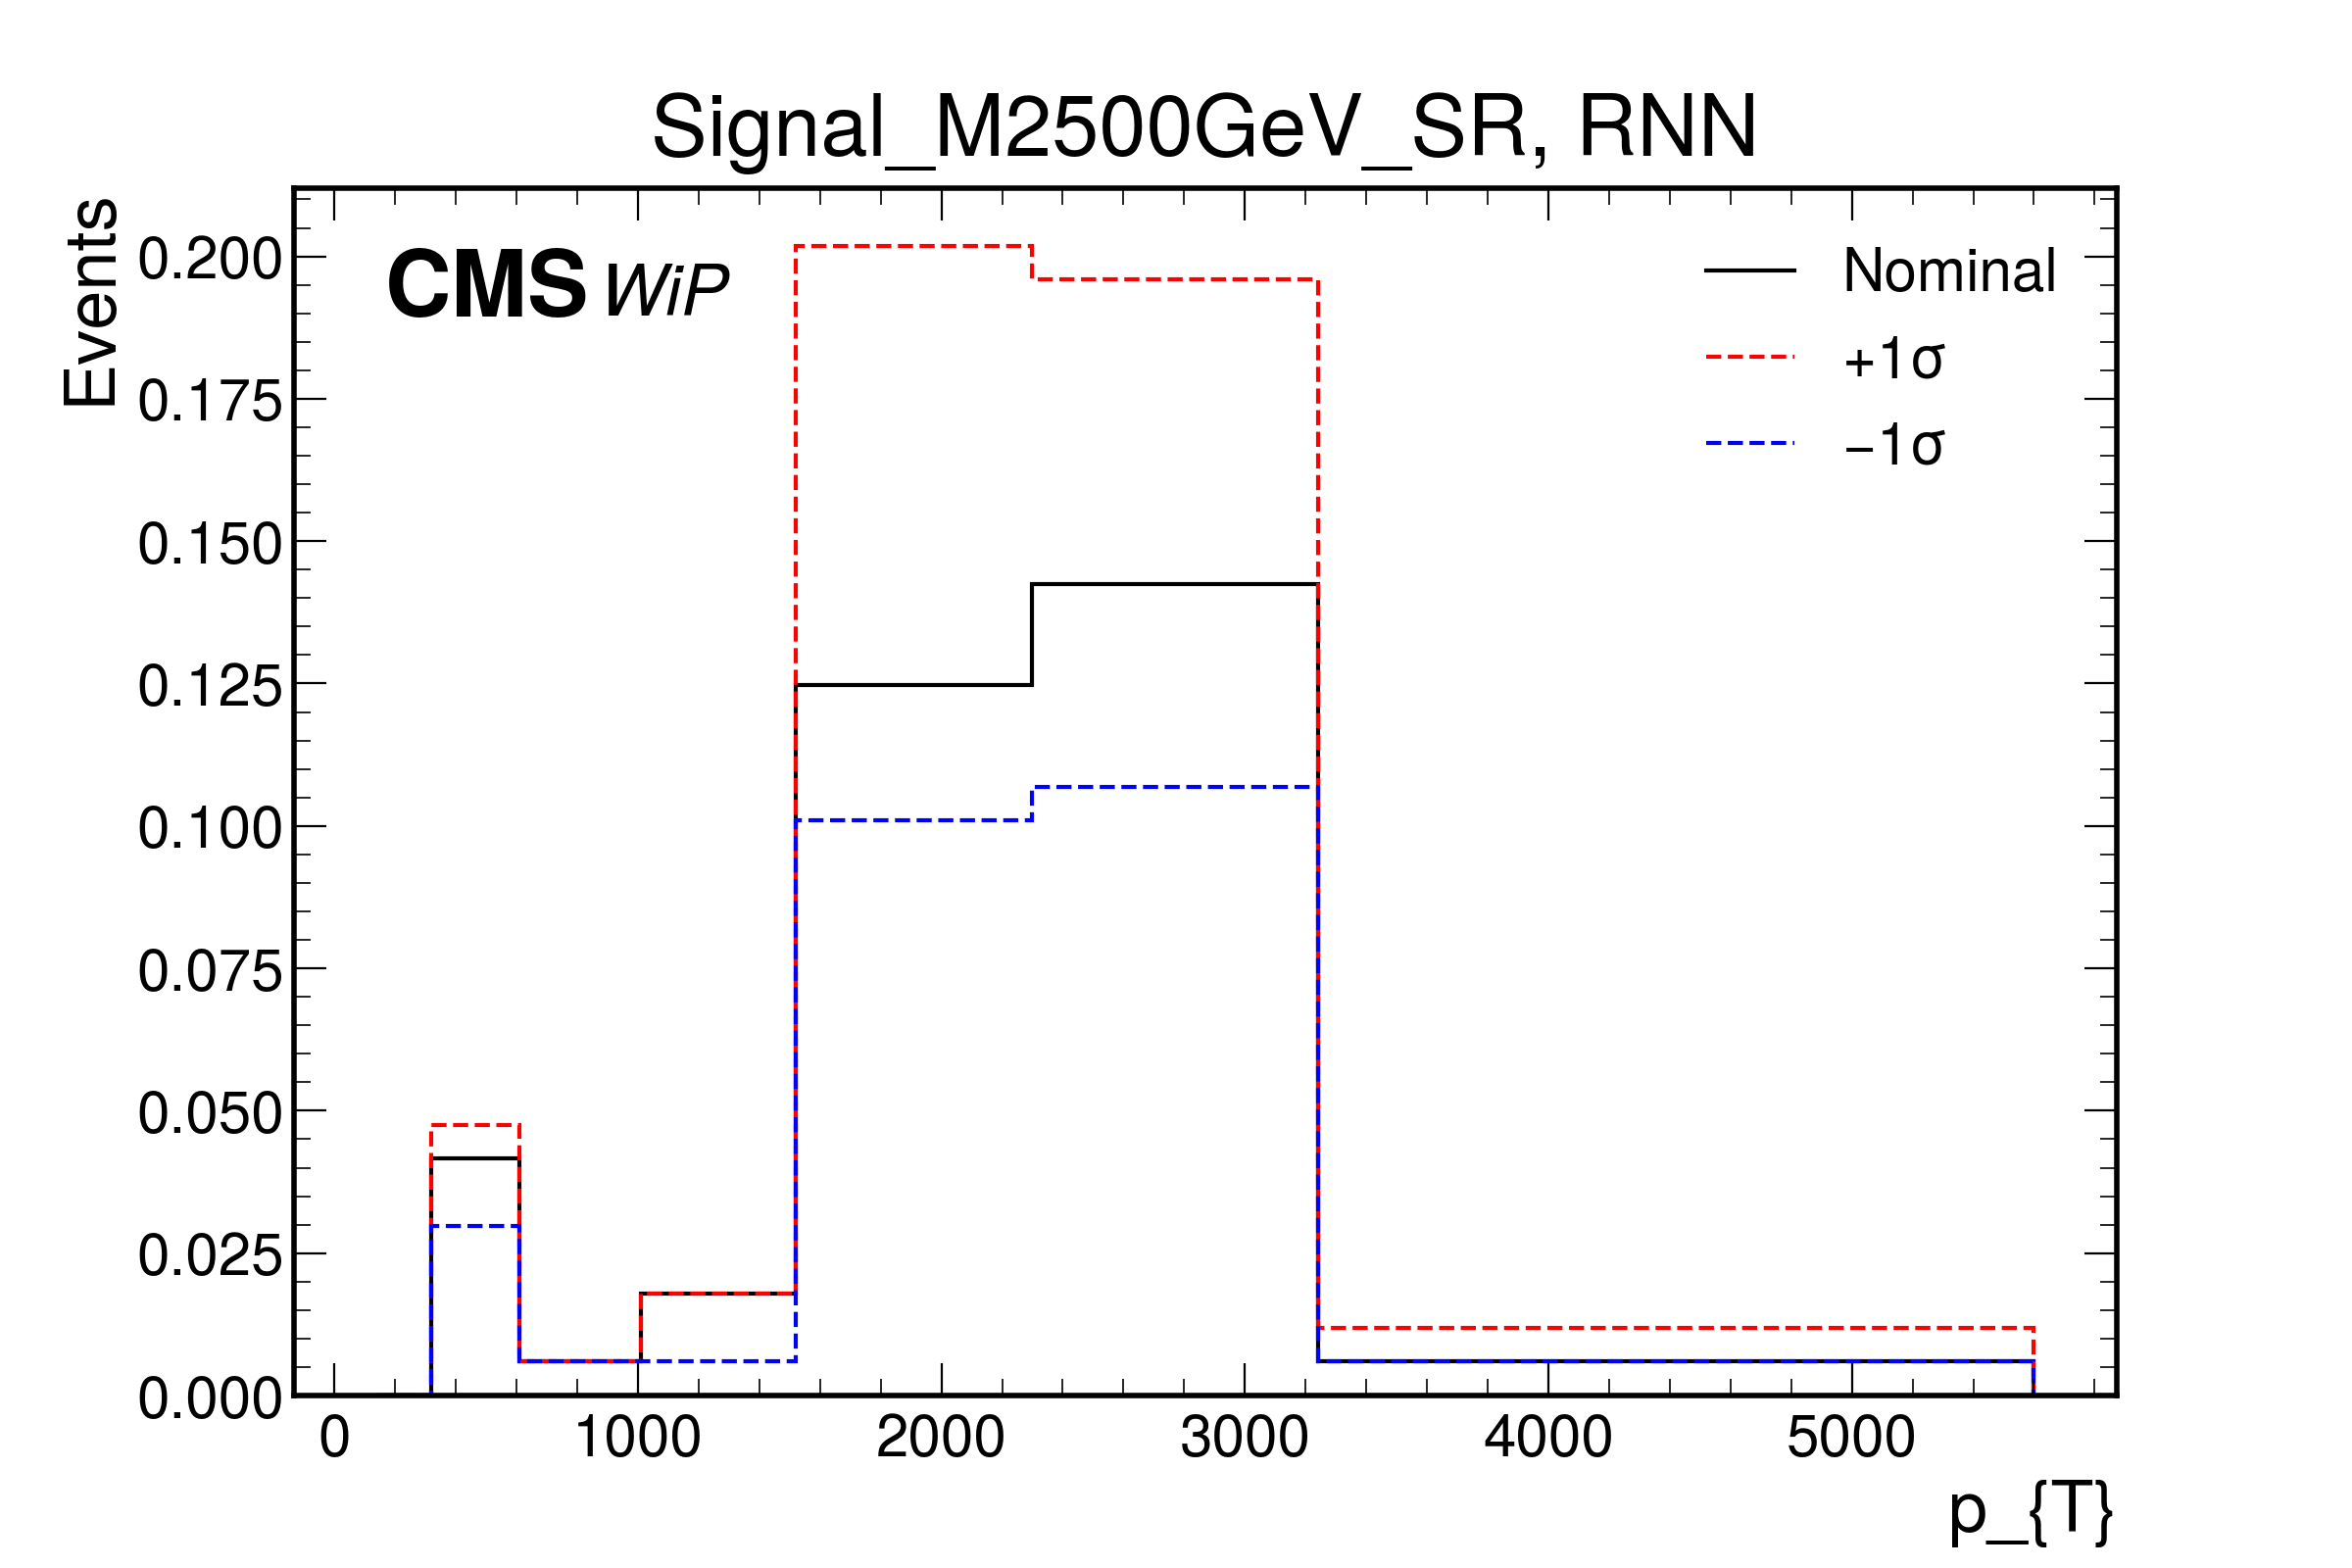 Signal_M2500GeV_SR, RNN
Events
CMS WiP
Nominal
+1σ
−1σ
0.200
0.175
0.150
0.125
0.100
0.075
0.050
0.025
0.000
0 1000 2000 3000 4000 5000
p_{T}